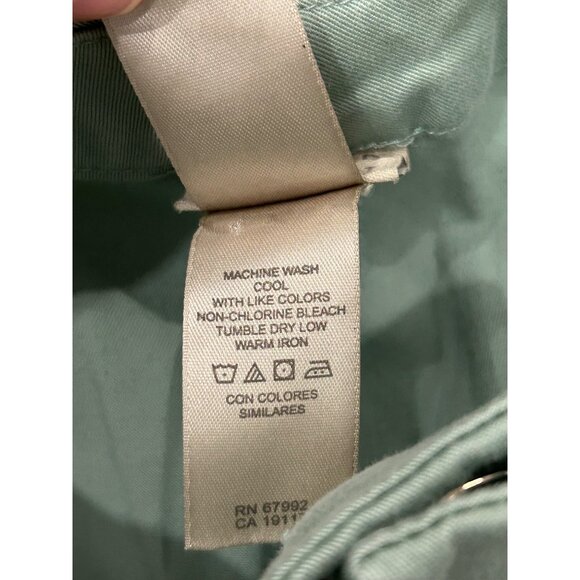 MACHINE WASH
COOL
WITH LIKE COLORS
NON-CHLORINE BLEACH
TUMBLE DRY LOW
WARM IRON
CON COLORES
SIMILARES
RN 67992
CA